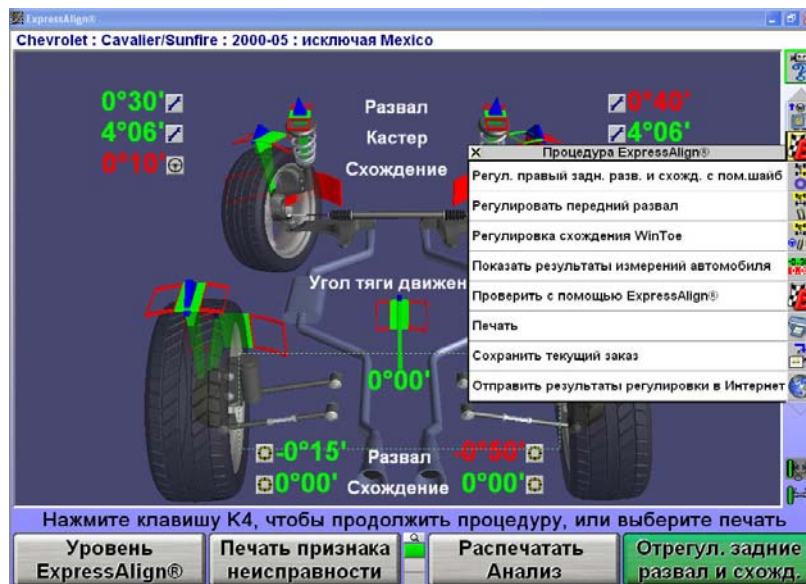 ExpressAlign®
Chevrolet : Cavalier/Sunfire : 2000-05 : исключая Mexico
0°30' Развал 0°40'
4°06' Кастер 4°06'
0°10' Схождение
Процедура ExpressAlign®
Регул. правый задн. разв. и схожд. с пом.шайб
Регулировать передний развал
Регулировка схождения WinToe
Показать результаты измерений автомобиля
Проверить с помощью ExpressAlign®
Печать
Сохранить текущий заказ
Отправить результаты регулировки в Интернет
Угол тяги движен
0°00'
-0°15' Развал -0°50'
0°00' Схождение 0°00'
Нажмите клавишу K4, чтобы продолжить процедуру, или выберите печать
Уровень
ExpressAlign®
Печать признака
неисправности
Распечатать
Анализ
Отрегул. задние
развал и схожд.